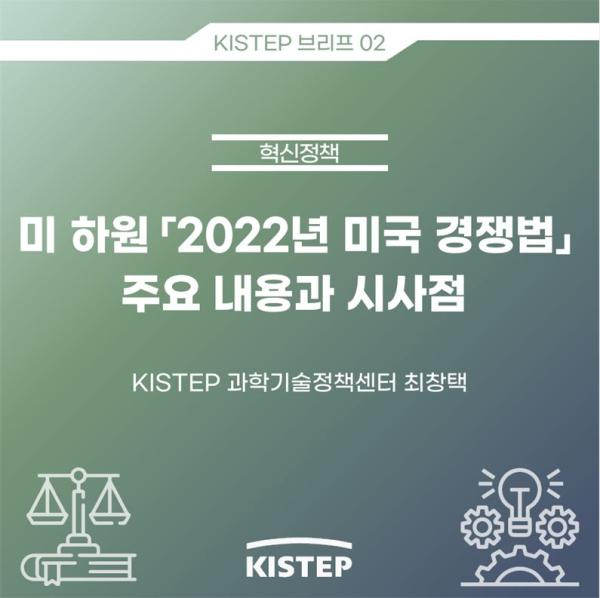 KISTEP 브리프 02
혁신정책
미 하원 「2022년 미국 경쟁법」
주요 내용과 시사점
KISTEP 과학기술정책센터 최창택
KISTEP